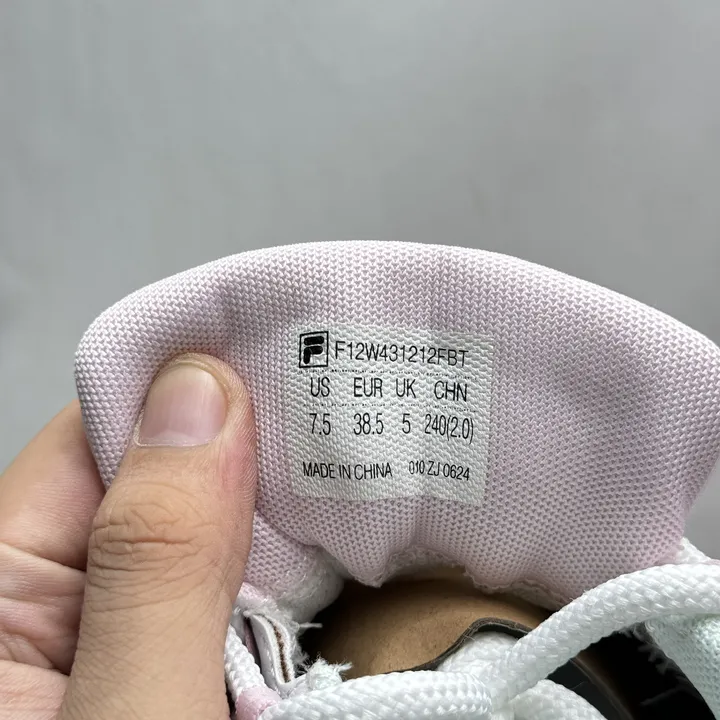 F F12W431212FBT
US EUR UK CHN
7.5 38.5 5 240(2.0)
MADE IN CHINA 010 ZJ 0624